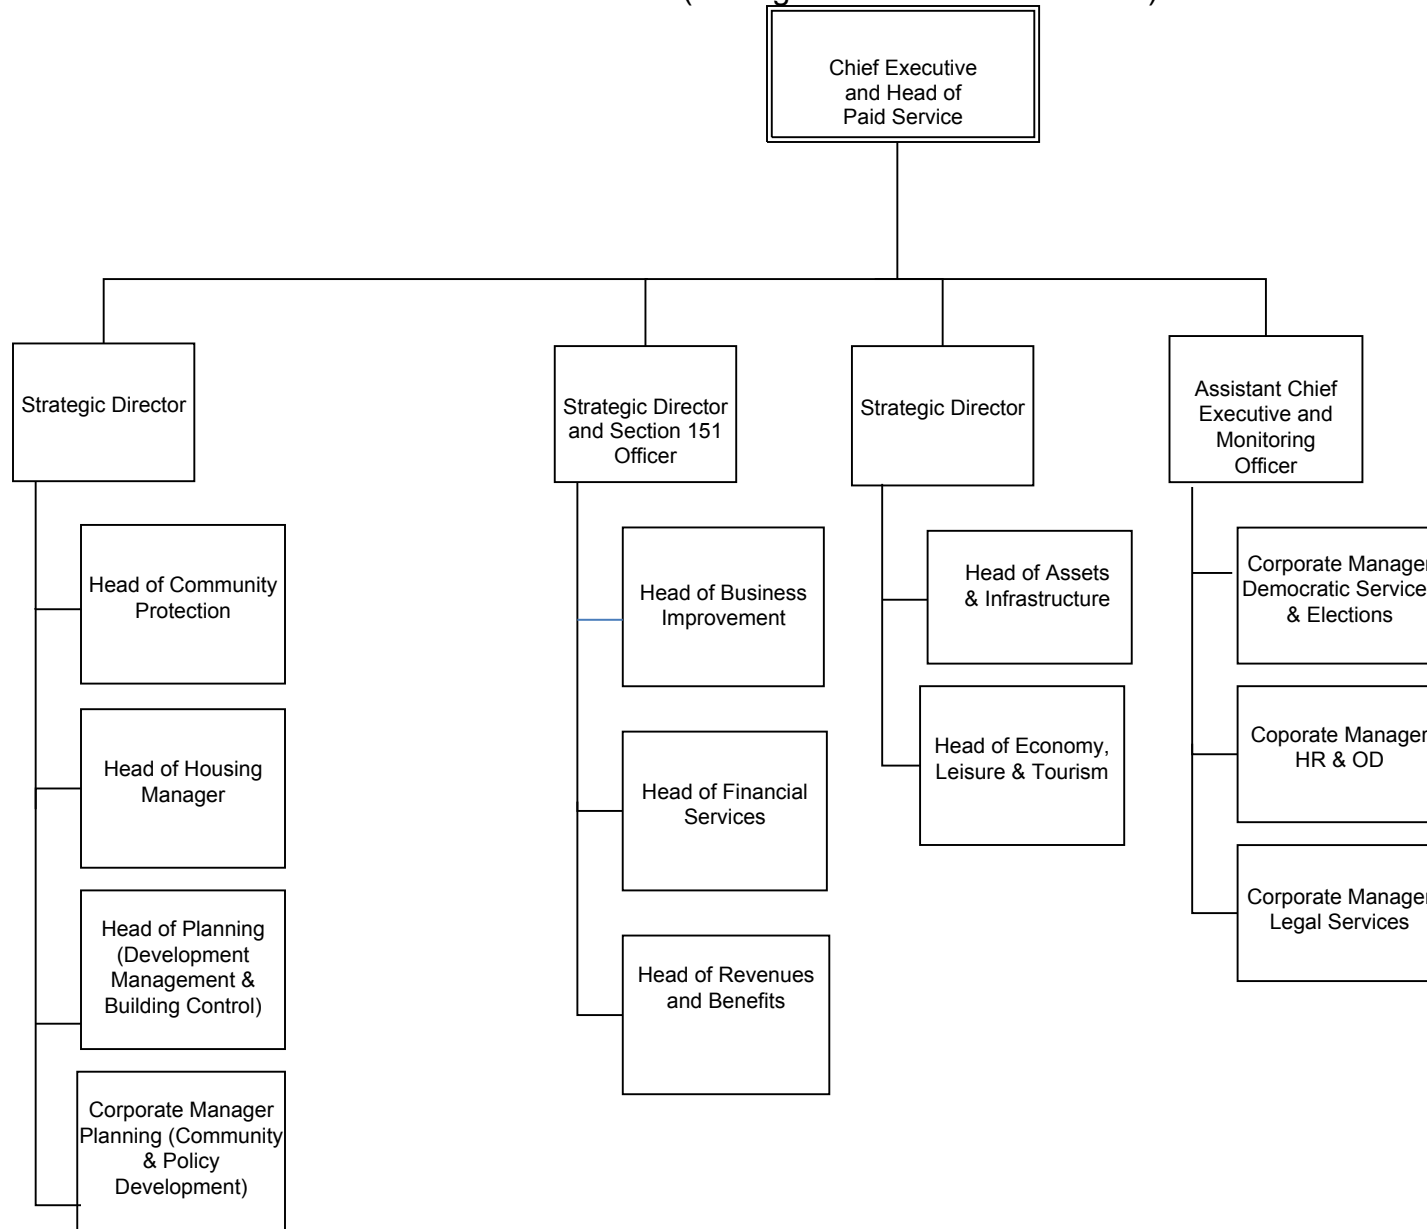 Chief Executive
and Head of
Paid Service
Strategic Director
Strategic Director
and Section 151
Officer
Strategic Director
Assistant Chief
Executive and
Monitoring
Officer
Head of Community
Protection
Head of Housing
Manager
Head of Planning
(Development
Management &
Building Control)
Corporate Manager
Planning (Community
& Policy
Development)
Head of Business
Improvement
Head of Financial
Services
Head of Revenues
and Benefits
Head of Assets
& Infrastructure
Head of Economy,
Leisure & Tourism
Corporate Manager
Democratic Service
& Elections
Coporate Manager
HR & OD
Corporate Manager
Legal Services